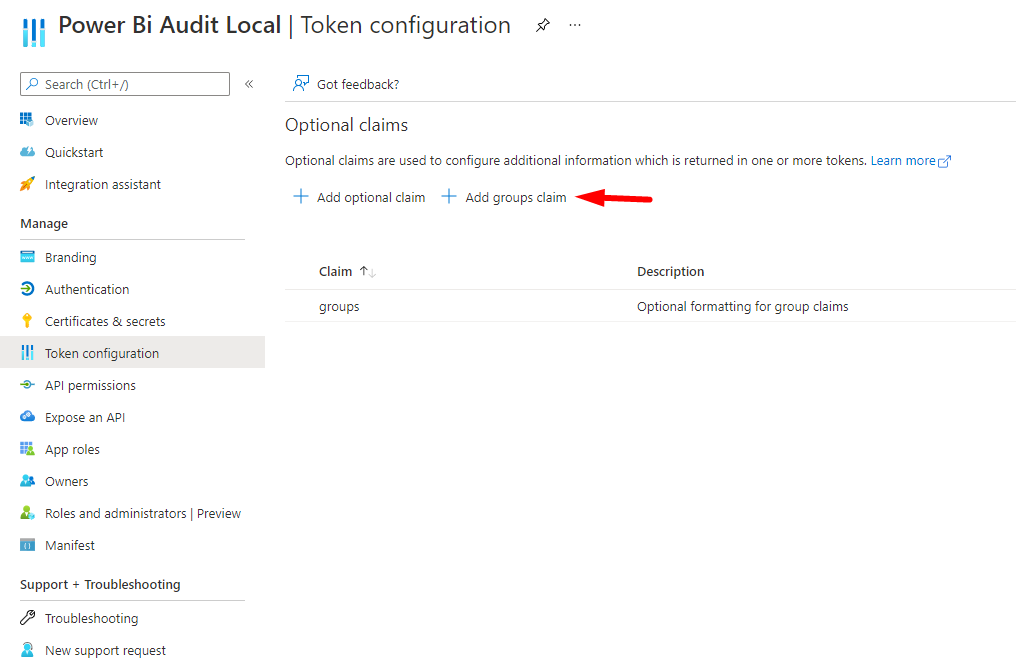 Power Bi Audit Local | Token configuration
Search (Ctrl+/)
Overview
Quickstart
Integration assistant
Manage
Branding
Authentication
Certificates & secrets
Token configuration
API permissions
Expose an API
App roles
Owners
Roles and administrators | Preview
Manifest
Support + Troubleshooting
Troubleshooting
New support request
Got feedback?
Optional claims
Optional claims are used to configure additional information which is returned in one or more tokens. Learn more
Add optional claim Add groups claim
Claim Description
groups Optional formatting for group claims